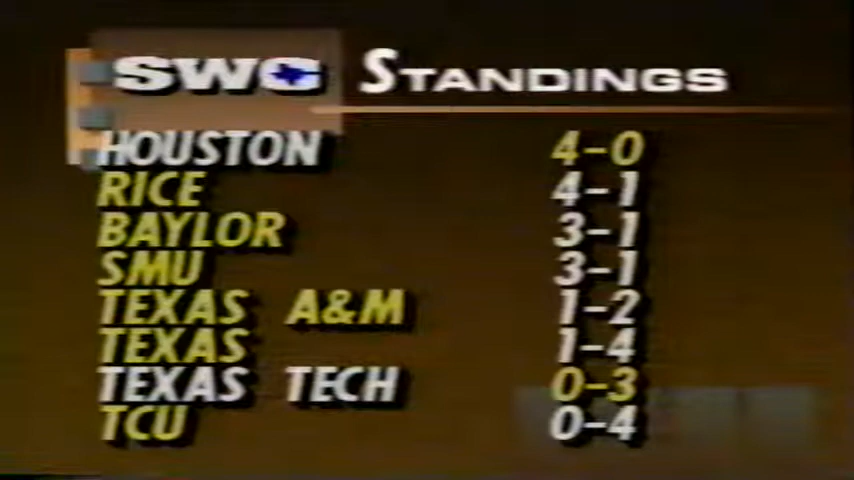 SWC STANDINGS
HOUSTON 4-0
RICE 4-1
BAYLOR 3-1
SMU 3-1
TEXAS A&M 1-2
TEXAS 1-4
TEXAS TECH 0-3
TCU 0-4